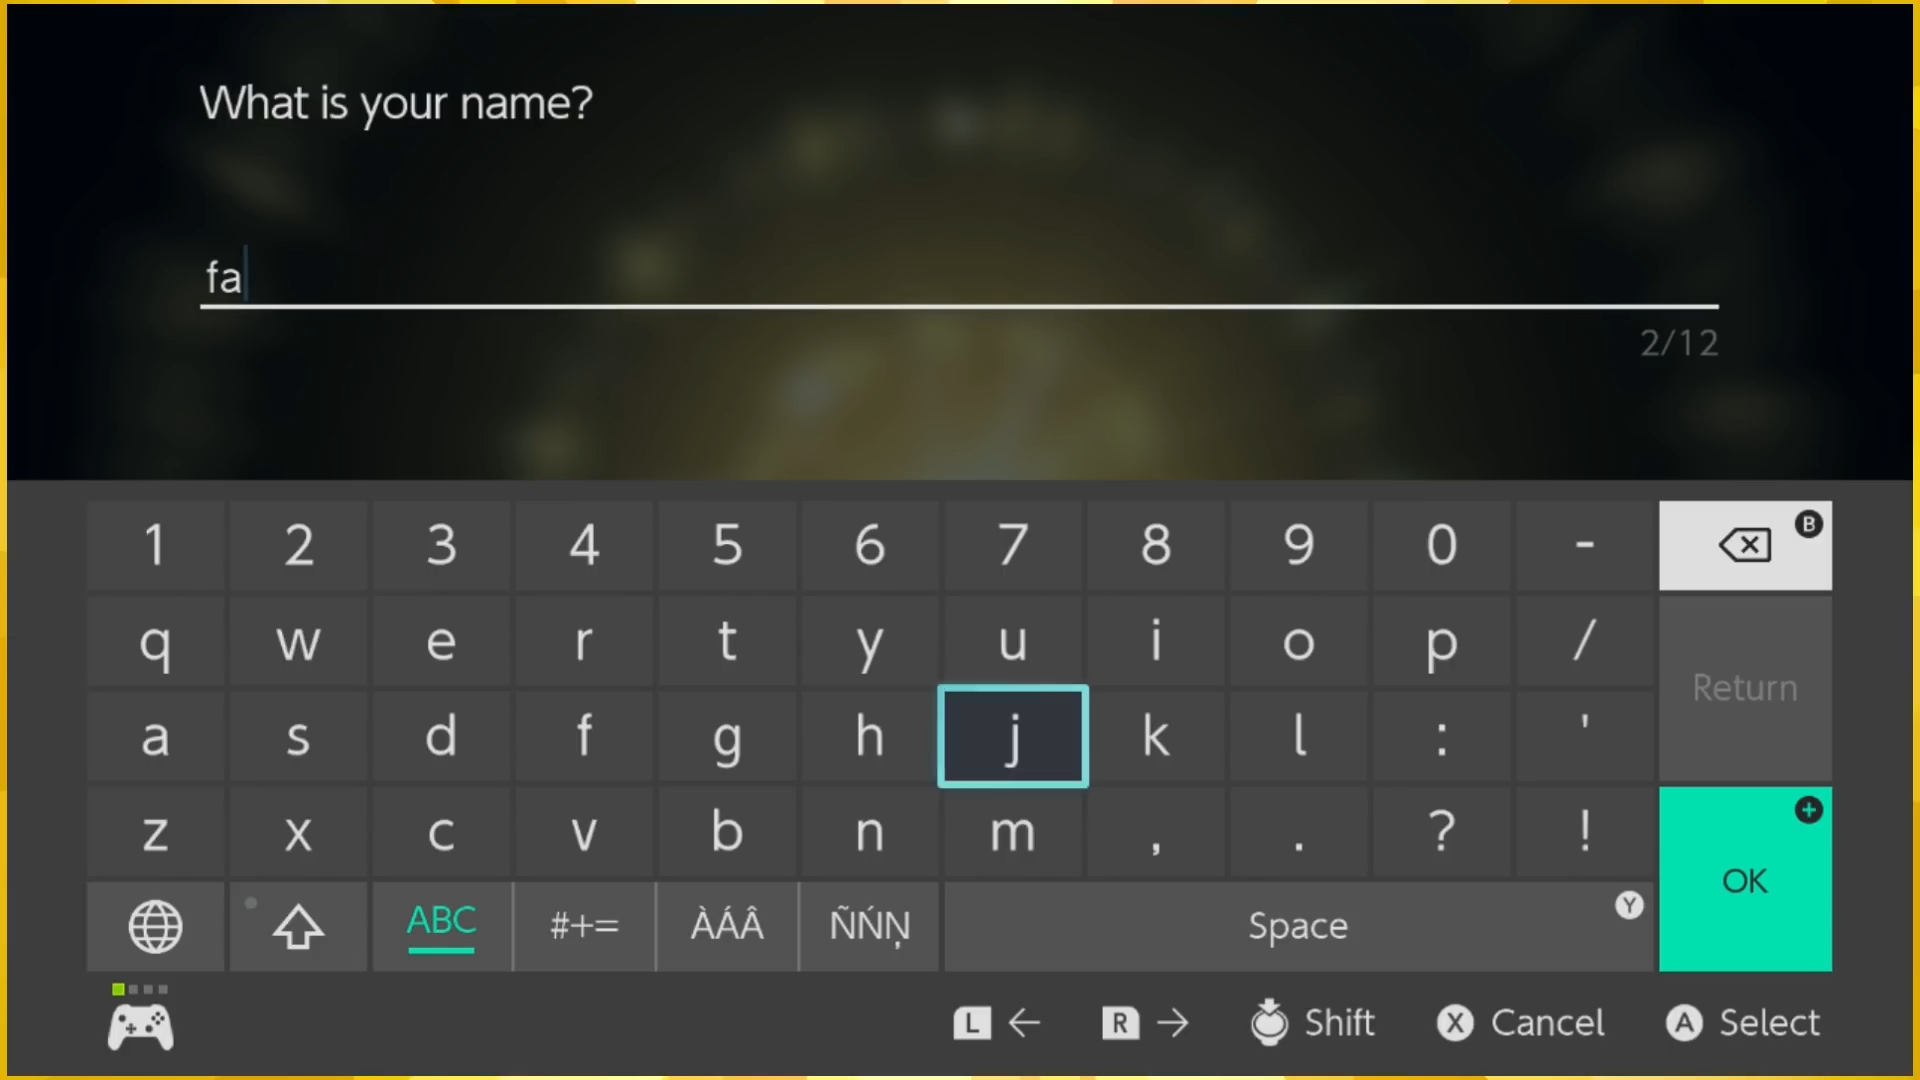 What is your name?
fa
2/12
1 2 3 4 5 6 7 8 9 0 - B
q w e r t y u i o p / Return
a s d f g h j k l : '
z x c v b n m , . ? ! + OK
ABC #+= ÀÁÂ ÑŃŅ Space Y
L ← R → Shift X Cancel A Select